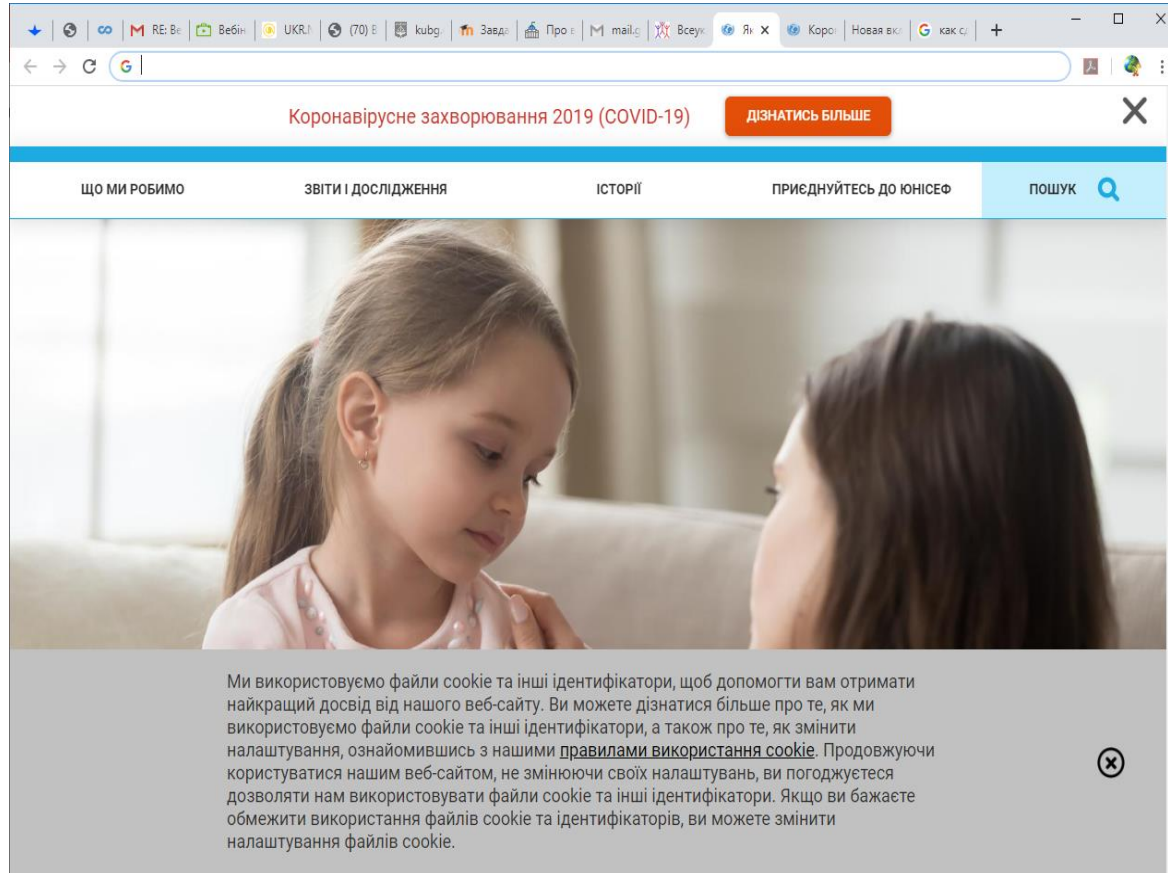 RE: Ве Вебін UKR.N (70) Е kubg. Завда Про в mail.g Всеук Як Корон Новая вкл как сд
Коронавірусне захворювання 2019 (COVID-19) ДІЗНАТИСЬ БІЛЬШЕ
ЩО МИ РОБИМО ЗВІТИ І ДОСЛІДЖЕННЯ ІСТОРІЇ ПРИЄДНУЙТЕСЬ ДО ЮНІСЕФ ПОШУК
Ми використовуємо файли cookie та інші ідентифікатори, щоб допомогти вам отримати
найкращий досвід від нашого веб-сайту. Ви можете дізнатися більше про те, як ми
використовуємо файли cookie та інші ідентифікатори, а також про те, як змінити
налаштування, ознайомившись з нашими правилами використання cookie. Продовжуючи
користуватися нашим веб-сайтом, не змінюючи своїх налаштувань, ви погоджуєтеся
дозволяти нам використовувати файли cookie та інші ідентифікатори. Якщо ви бажаєте
обмежити використання файлів cookie та ідентифікаторів, ви можете змінити
налаштування файлів cookie.